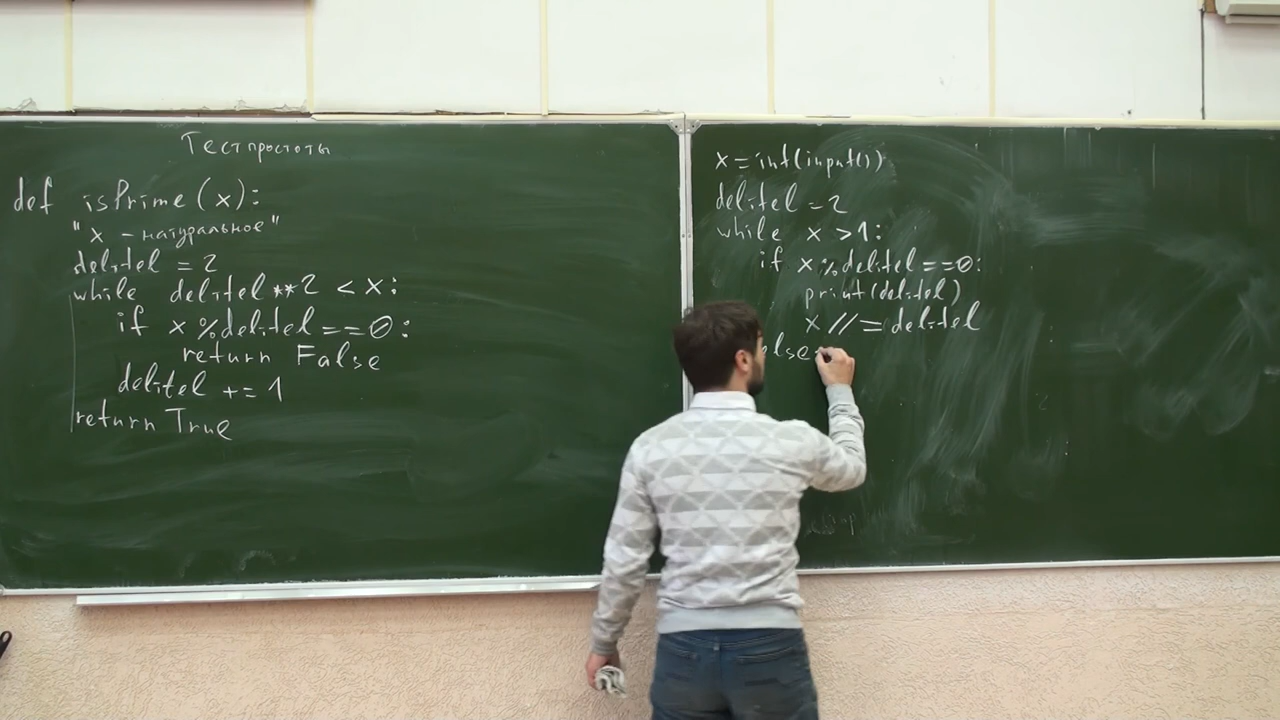 Тест простоты
def isPrime(x):
"x - натуральное"
delitel = 2
while delitel**2 < x:
if x%delitel==0:
return False
delitel += 1
return True
x = int(input())
delitel = 2
while x >1:
if x%delitel==0:
print(delitel)
x //= delitel
else: